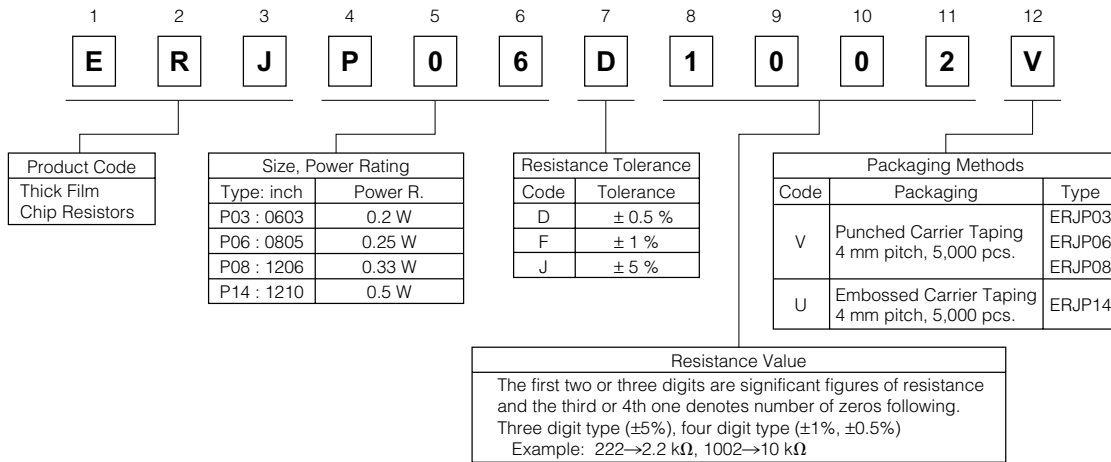 1 2 3 4 5 6 7 8 9 10 11 12
E R J P 0 6 D 1 0 0 2 V
Product Code
Thick Film
Chip Resistors
Size, Power Rating
Type: inch Power R.
P03 : 0603 0.2 W
P06 : 0805 0.25 W
P08 : 1206 0.33 W
P14 : 1210 0.5 W
Resistance Tolerance
Code Tolerance
D ± 0.5 %
F ± 1 %
J ± 5 %
Packaging Methods
Code Packaging Type
V Punched Carrier Taping
4 mm pitch, 5,000 pcs.
ERJP03
ERJP06
ERJP08
U Embossed Carrier Taping
4 mm pitch, 5,000 pcs.
ERJP14
Resistance Value
The first two or three digits are significant figures of resistance
and the third or 4th one denotes number of zeros following.
Three digit type (±5%), four digit type (±1%, ±0.5%)
Example: 222→2.2 kΩ, 1002→10 kΩ